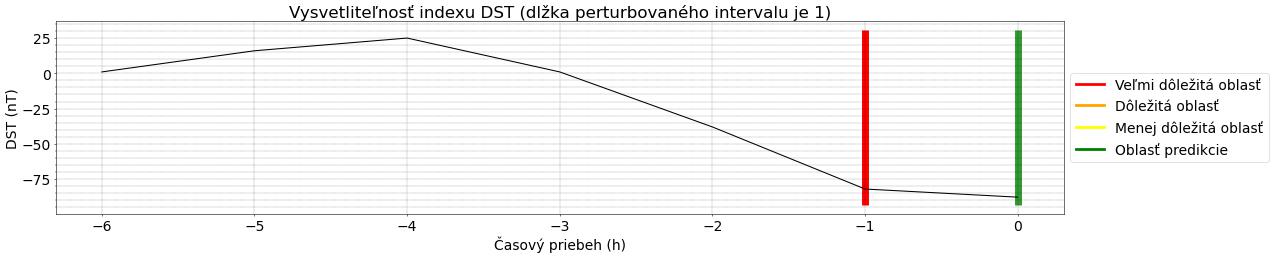 Vysvetliteľnosť indexu DST (dĺžka perturbovaného intervalu je 1)
DST (nT)
25
0
−25
−50
−75
−6 −5 −4 −3 −2 −1 0
Časový priebeh (h)
Veľmi dôležitá oblasť
Dôležitá oblasť
Menej dôležitá oblasť
Oblasť predikcie